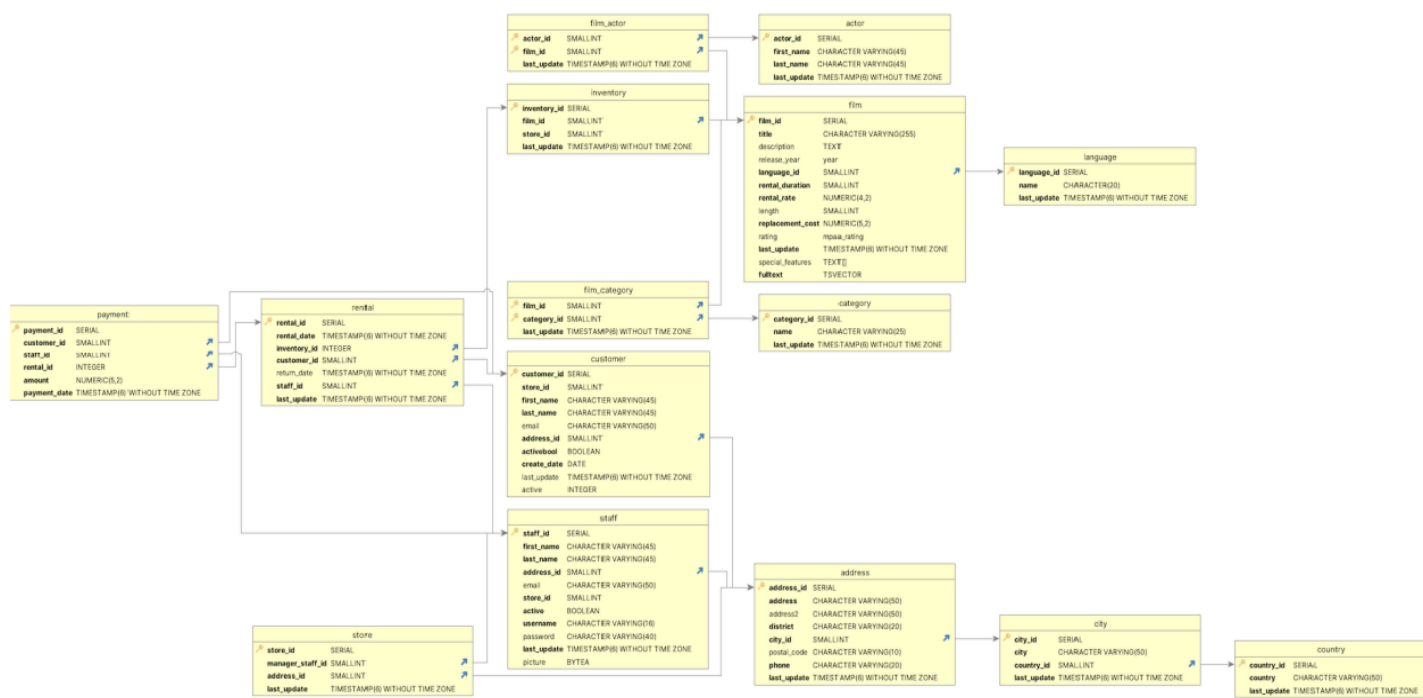 film_actor
actor_id SMALLINT
film_id SMALLINT
last_update TIMESTAMP(6) WITHOUT TIME ZONE
actor
actor_id SERIAL
first_name CHARACTER VARYING(45)
last_name CHARACTER VARYING(45)
last_update TIMESTAMP(6) WITHOUT TIME ZONE
inventory
inventory_id SERIAL
film_id SMALLINT
store_id SMALLINT
last_update TIMESTAMP(6) WITHOUT TIME ZONE
film
film_id SERIAL
title CHARACTER VARYING(255)
description TEXT
release_year year
language_id SMALLINT
rental_duration SMALLINT
rental_rate NUMERIC(4,2)
length SMALLINT
replacement_cost NUMERIC(5,2)
rating mpaa_rating
last_update TIMESTAMP(6) WITHOUT TIME ZONE
special_features TEXT[]
fulltext TSVECTOR
language
language_id SERIAL
name CHARACTER(20)
last_update TIMESTAMP(6) WITHOUT TIME ZONE
film_category
film_id SMALLINT
category_id SMALLINT
last_update TIMESTAMP(6) WITHOUT TIME ZONE
category
category_id SERIAL
name CHARACTER VARYING(25)
last_update TIMESTAMP(6) WITHOUT TIME ZONE
payment
payment_id SERIAL
customer_id SMALLINT
staff_id SMALLINT
rental_id INTEGER
amount NUMERIC(5,2)
payment_date TIMESTAMP(6) WITHOUT TIME ZONE
rental
rental_id SERIAL
rental_date TIMESTAMP(6) WITHOUT TIME ZONE
inventory_id INTEGER
customer_id SMALLINT
return_date TIMESTAMP(6) WITHOUT TIME ZONE
staff_id SMALLINT
last_update TIMESTAMP(6) WITHOUT TIME ZONE
customer
customer_id SERIAL
store_id SMALLINT
first_name CHARACTER VARYING(45)
last_name CHARACTER VARYING(45)
email CHARACTER VARYING(50)
address_id SMALLINT
activebool BOOLEAN
create_date DATE
last_update TIMESTAMP(6) WITHOUT TIME ZONE
active INTEGER
staff
staff_id SERIAL
first_name CHARACTER VARYING(45)
last_name CHARACTER VARYING(45)
address_id SMALLINT
email CHARACTER VARYING(50)
store_id SMALLINT
active BOOLEAN
username CHARACTER VARYING(16)
password CHARACTER VARYING(40)
last_update TIMESTAMP(6) WITHOUT TIME ZONE
picture BYTEA
store
store_id SERIAL
manager_staff_id SMALLINT
address_id SMALLINT
last_update TIMESTAMP(6) WITHOUT TIME ZONE
address
address_id SERIAL
address CHARACTER VARYING(50)
address2 CHARACTER VARYING(50)
district CHARACTER VARYING(20)
city_id SMALLINT
postal_code CHARACTER VARYING(10)
phone CHARACTER VARYING(20)
last_update TIMESTAMP(6) WITHOUT TIME ZONE
city
city_id SERIAL
city CHARACTER VARYING(50)
country_id SMALLINT
last_update TIMESTAMP(6) WITHOUT TIME ZONE
country
country_id SERIAL
country CHARACTER VARYING(50)
last_update TIMESTAMP(6) WITHOUT TIME ZONE